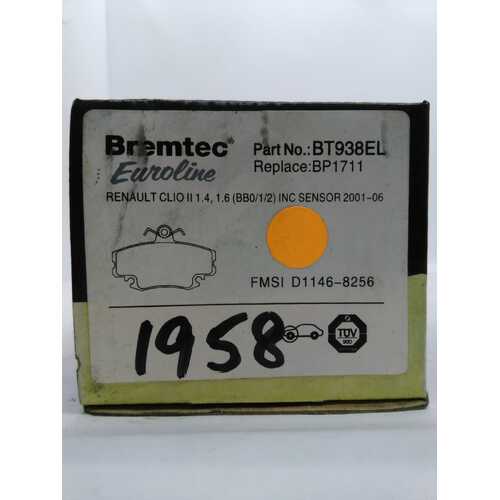 Bremtec®
Euroline
Part No.: BT938EL
Replace:BP1711
RENAULT CLIO II 1.4, 1.6 (BB0/1/2) INC SENSOR 2001-06
FMSI D1146-8256
1958
TÜV